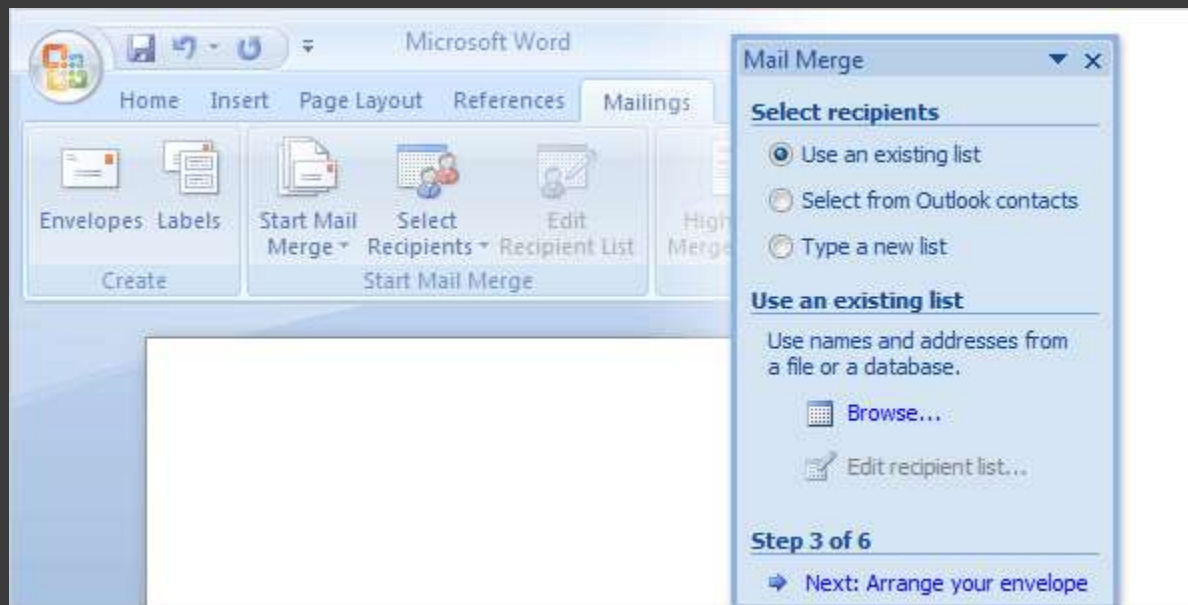 Microsoft Word
Home Insert Page Layout References Mailings
Envelopes Labels Start Mail Merge Select Recipients Edit Recipient List
Create Start Mail Merge
Mail Merge
Select recipients
Use an existing list
Select from Outlook contacts
Type a new list
Use an existing list
Use names and addresses from
a file or a database.
Browse...
Edit recipient list...
Step 3 of 6
Next: Arrange your envelope